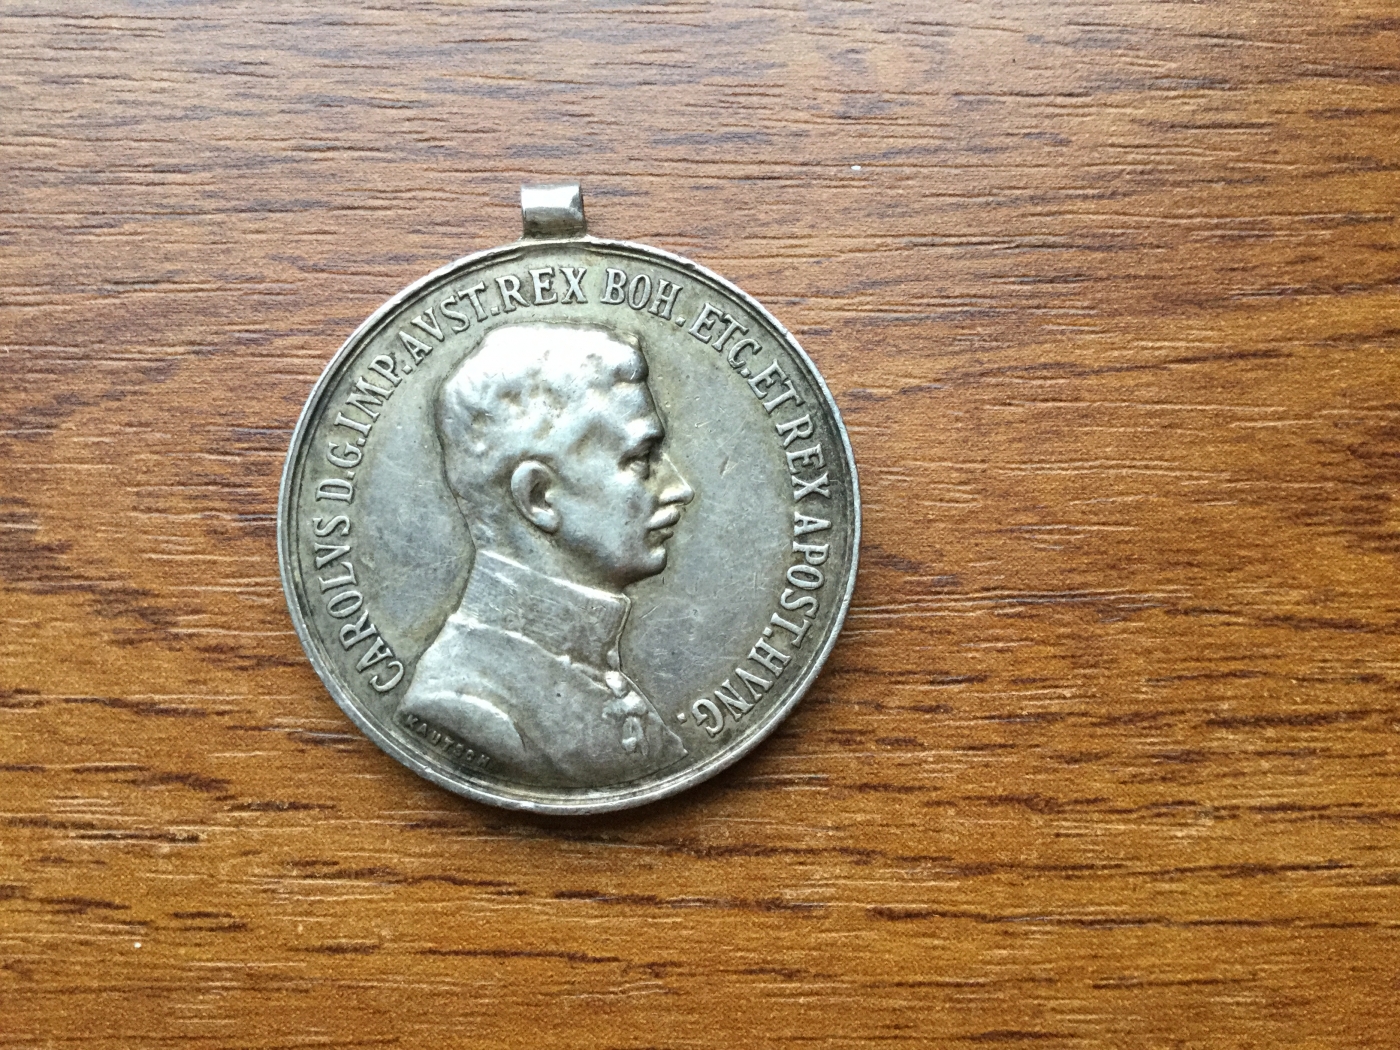 CAROLVS D.G.IMP.AVST.REX BOH. ETC.ET REX APOST.HVNG:
KAUTSCH